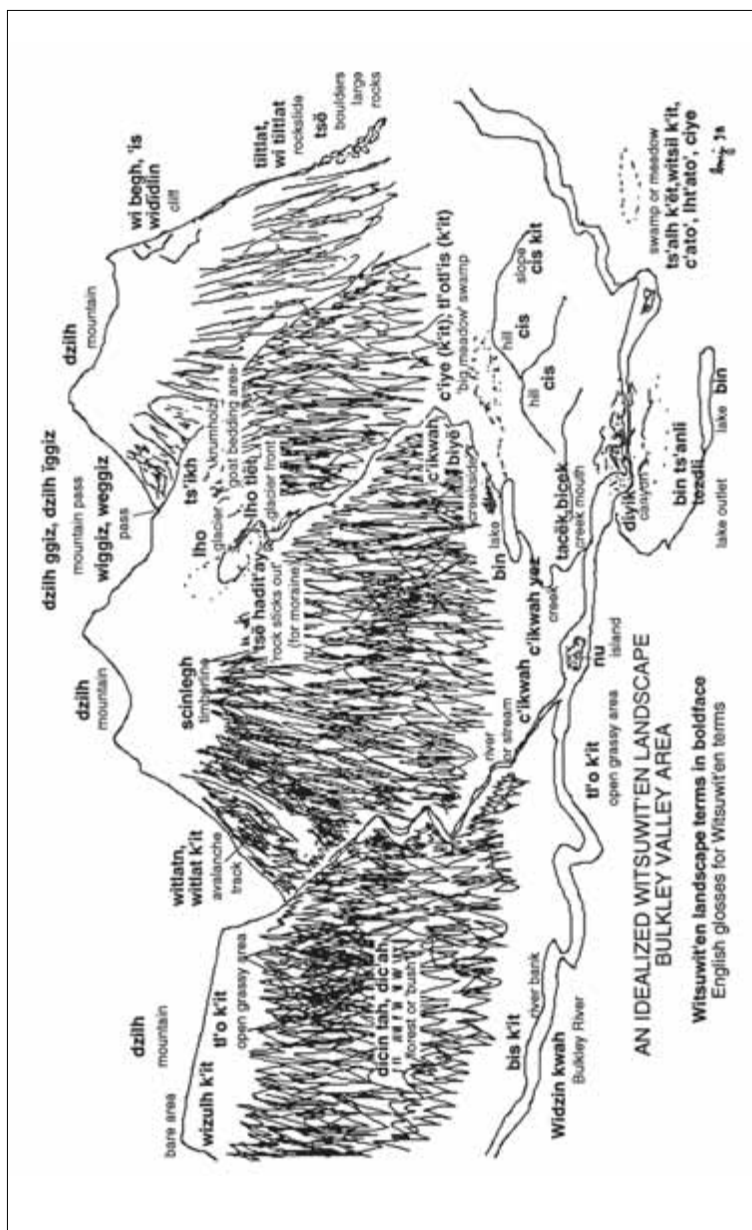 dzilh
mountain
bare area
wizulh k'it
tl'o k'it
open grassy area
witlatn,
witlat k'it
avalanche
track
dzilh
mountain
dzilh ggiz, dzilh ïggiz
mountain pass
wiggiz, weggiz
pass
dzilh
mountain
wi begh, 'is
wididlin
cliff
tiltlat,
wi tiltlat
rockslide
tsë
boulders
large
rocks
scinlegh
timberline
lho
glacier
ts'ikh
krumholz
goat bedding area
glacier front
tsë hadit'ay
'rock sticks out'
(for moraine)
dicin tah, dic'ah
forest or 'bush'
c'ikwah
biyë
creekside
c'iye (k'it), tl'otl'is (k'it)
'big meadow' swamp
bin
lake
hill
cis
hill
cis
slope
cis kit
river
or stream
c'ikwah
c'ikwah yez
creek
tacëk, bicek
creek mouth
bis k'it
river bank
Widzin kwah
Bulkley River
tl'o k'it
open grassy area
nu
island
diyik
canyon
bin ts'anli
tezdli
lake outlet
lake
bin
swamp or meadow
ts'alh k'ët, witsil k'it,
c'ato', lht'ato', ciye
AN IDEALIZED WITSUWIT'EN LANDSCAPE
BULKLEY VALLEY AREA
Witsuwit'en landscape terms in boldface
English glosses for Witsuwit'en terms